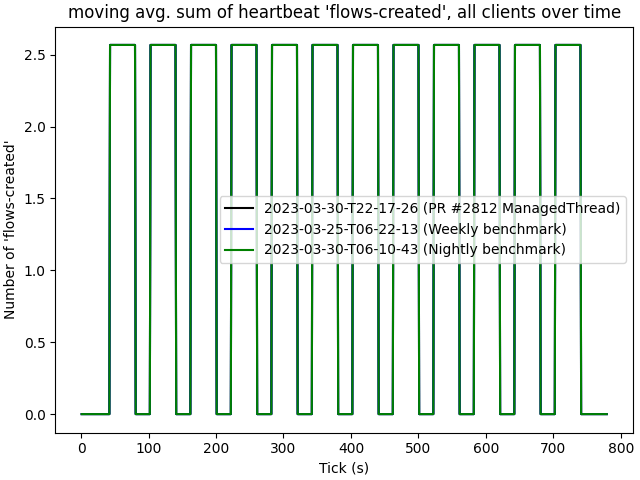 moving avg. sum of heartbeat 'flows-created', all clients over time
Number of 'flows-created'
2.5
2.0
1.5
1.0
0.5
0.0
2023-03-30-T22-17-26 (PR #2812 ManagedThread)
2023-03-25-T06-22-13 (Weekly benchmark)
2023-03-30-T06-10-43 (Nightly benchmark)
0 100 200 300 400 500 600 700 800
Tick (s)